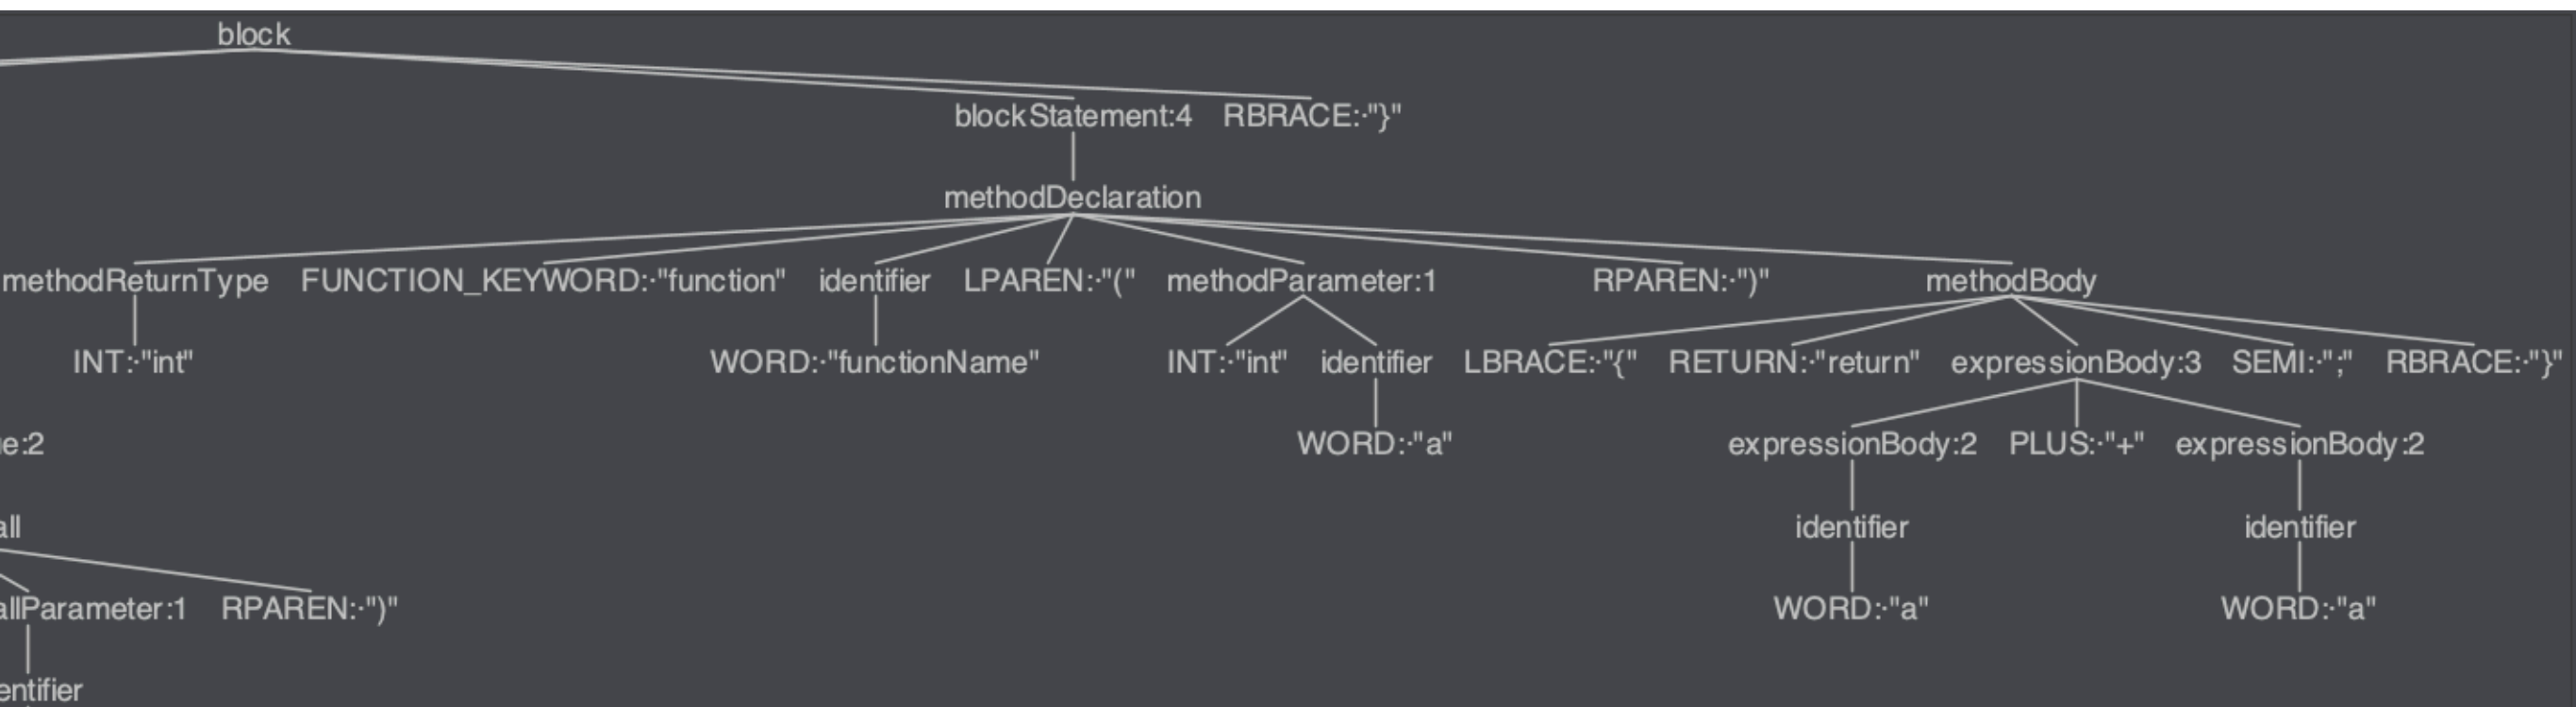 block
blockStatement:4 RBRACE:·"}"
methodDeclaration
methodReturnType FUNCTION_KEYWORD:·"function" identifier LPAREN:·"(" methodParameter:1 RPAREN:·")" methodBody
INT:·"int" WORD:·"functionName" INT:·"int" identifier LBRACE:·"{" RETURN:·"return" expressionBody:3 SEMI:·";" RBRACE:·"}"
e:2 WORD:·"a" expressionBody:2 PLUS:·"+" expressionBody:2
all identifier identifier
allParameter:1 RPAREN:·")" WORD:·"a" WORD:·"a"
entifier